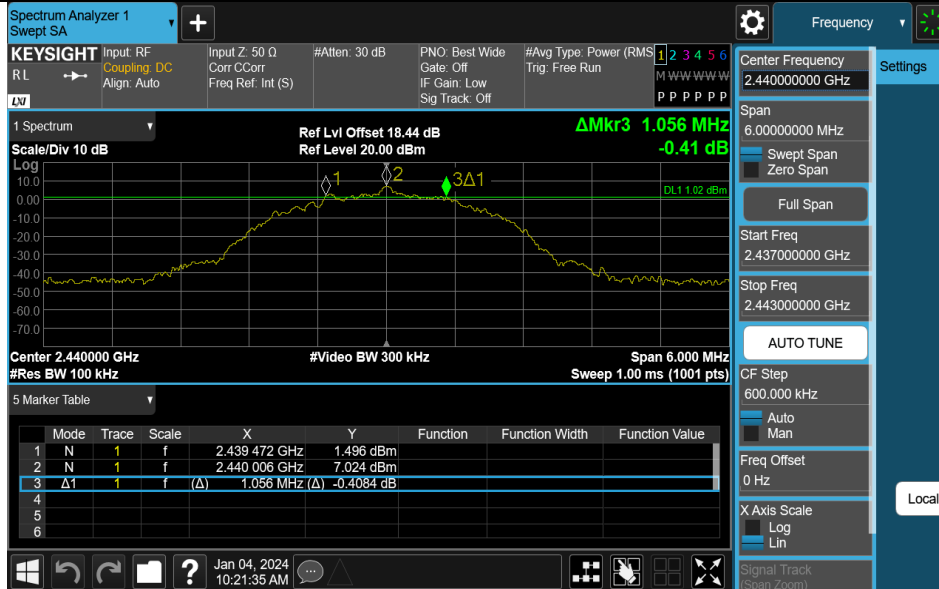 Spectrum Analyzer 1
Swept SA
+
Frequency
KEYSIGHT
R L
LXI
Input: RF
Coupling: DC
Align: Auto
Input Z: 50 Ω
Corr CCorr
Freq Ref: Int (S)
#Atten: 30 dB
PNO: Best Wide
Gate: Off
IF Gain: Low
Sig Track: Off
#Avg Type: Power (RMS
Trig: Free Run
1 2 3 4 5 6
M W W W W W
P P P P P P
1 Spectrum
Scale/Div 10 dB
Ref Lvl Offset 18.44 dB
Ref Level 20.00 dBm
ΔMkr3 1.056 MHz
-0.41 dB
Log
10.0
0.00
-10.0
-20.0
-30.0
-40.0
-50.0
-60.0
-70.0
1
2
3Δ1
DL1 1.02 dBm
Center 2.440000 GHz
#Video BW 300 kHz
Span 6.000 MHz
#Res BW 100 kHz
Sweep 1.00 ms (1001 pts)
5 Marker Table
Mode Trace Scale X Y Function Function Width Function Value
1 N 1 f 2.439 472 GHz 1.496 dBm
2 N 1 f 2.440 006 GHz 7.024 dBm
3 Δ1 1 f (Δ) 1.056 MHz (Δ) -0.4084 dB
4
5
6
Jan 04, 2024
10:21:35 AM
?
Center Frequency
2.440000000 GHz
Settings
Span
6.00000000 MHz
Swept Span
Zero Span
Full Span
Start Freq
2.437000000 GHz
Stop Freq
2.443000000 GHz
AUTO TUNE
CF Step
600.000 kHz
Auto
Man
Freq Offset
0 Hz
Local
X Axis Scale
Log
Lin
Signal Track
(Span Zoom)